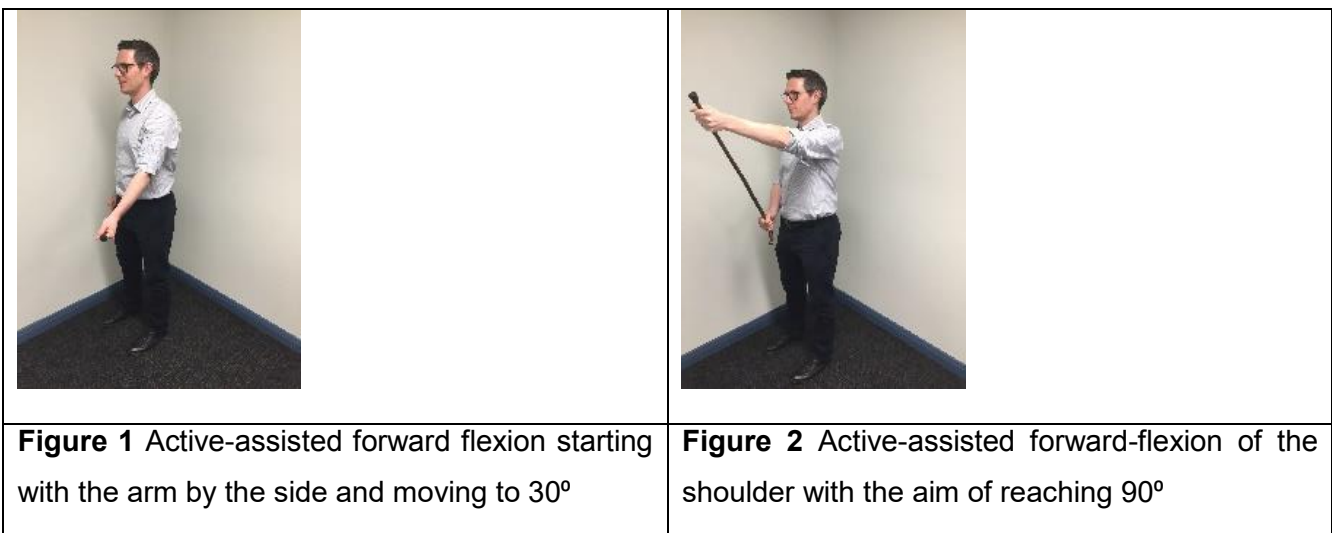 Figure 1 Active-assisted forward flexion starting
with the arm by the side and moving to 30º
Figure 2 Active-assisted forward-flexion of the
shoulder with the aim of reaching 90º